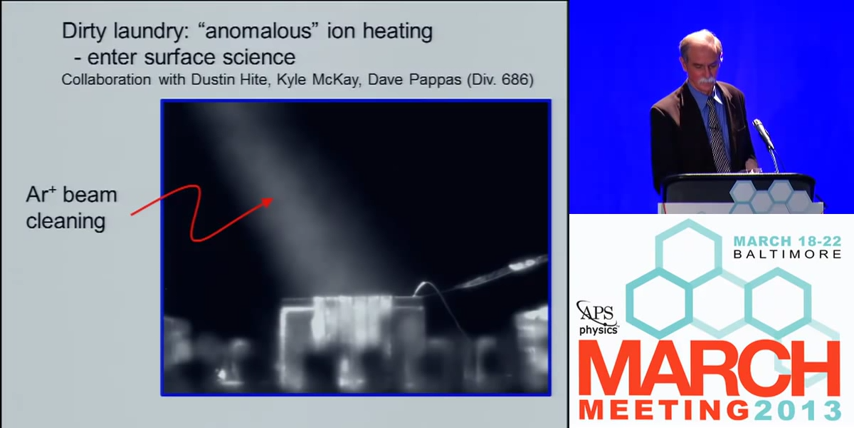 Dirty laundry: “anomalous” ion heating
- enter surface science
Collaboration with Dustin Hite, Kyle McKay, Dave Pappas (Div. 686)
Ar⁺ beam
cleaning
MARCH 18-22
BALTIMORE
APS
physics
MARCH
MEETING2013